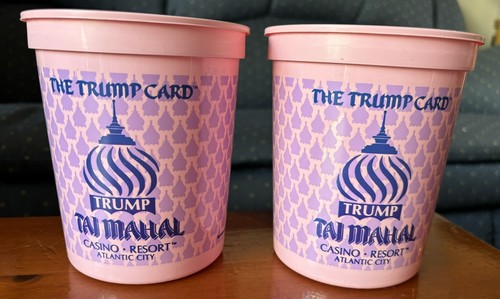 THE TRUMP CARD™
TRUMP
TAJ MAHAL
CASINO • RESORT™
ATLANTIC CITY
THE TRUMP CARD
TRUMP
TAJ MAHAL
CASINO • RESORT™
ATLANTIC CITY